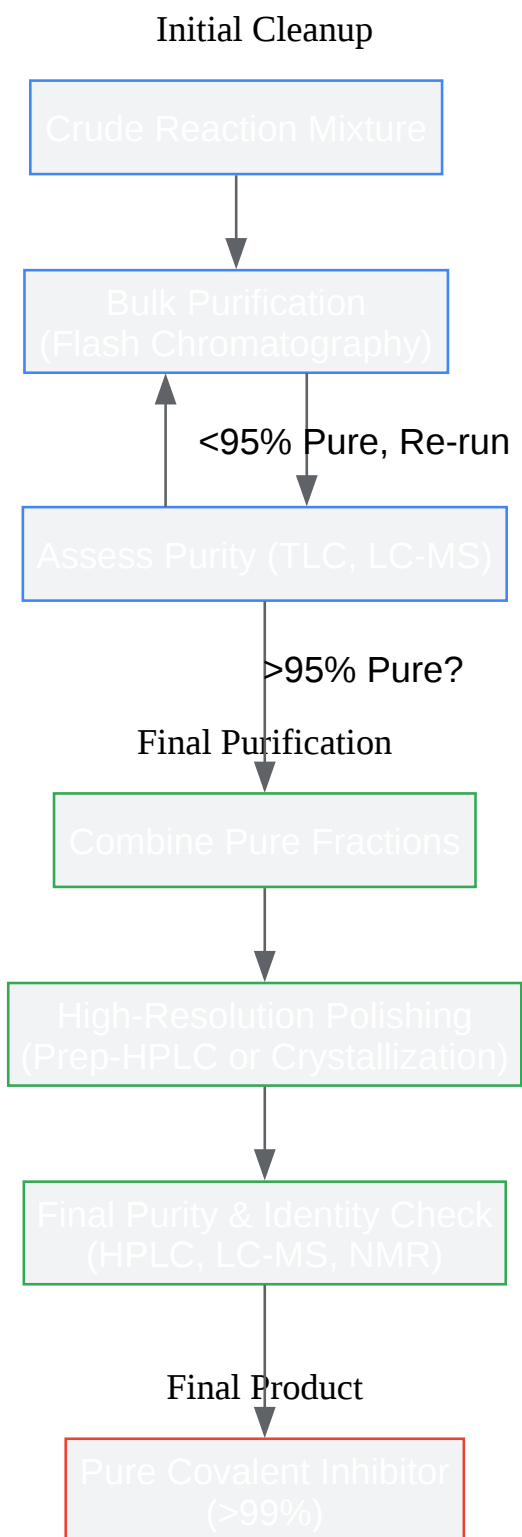 Initial Cleanup
Crude Reaction Mixture
Bulk Purification
(Flash Chromatography)
<95% Pure, Re-run
Assess Purity (TLC, LC-MS)
>95% Pure?
Final Purification
Combine Pure Fractions
High-Resolution Polishing
(Prep-HPLC or Crystallization)
Final Purity & Identity Check
(HPLC, LC-MS, NMR)
Final Product
Pure Covalent Inhibitor
(>99%)